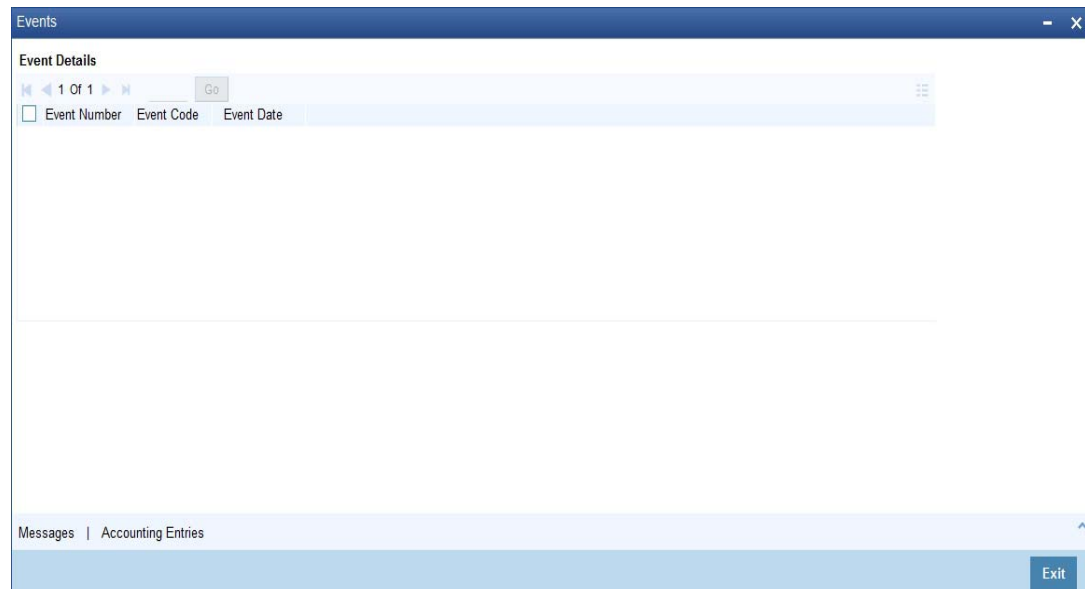 Events
Event Details
1 Of 1 Go
Event Number Event Code Event Date
Messages | Accounting Entries
Exit